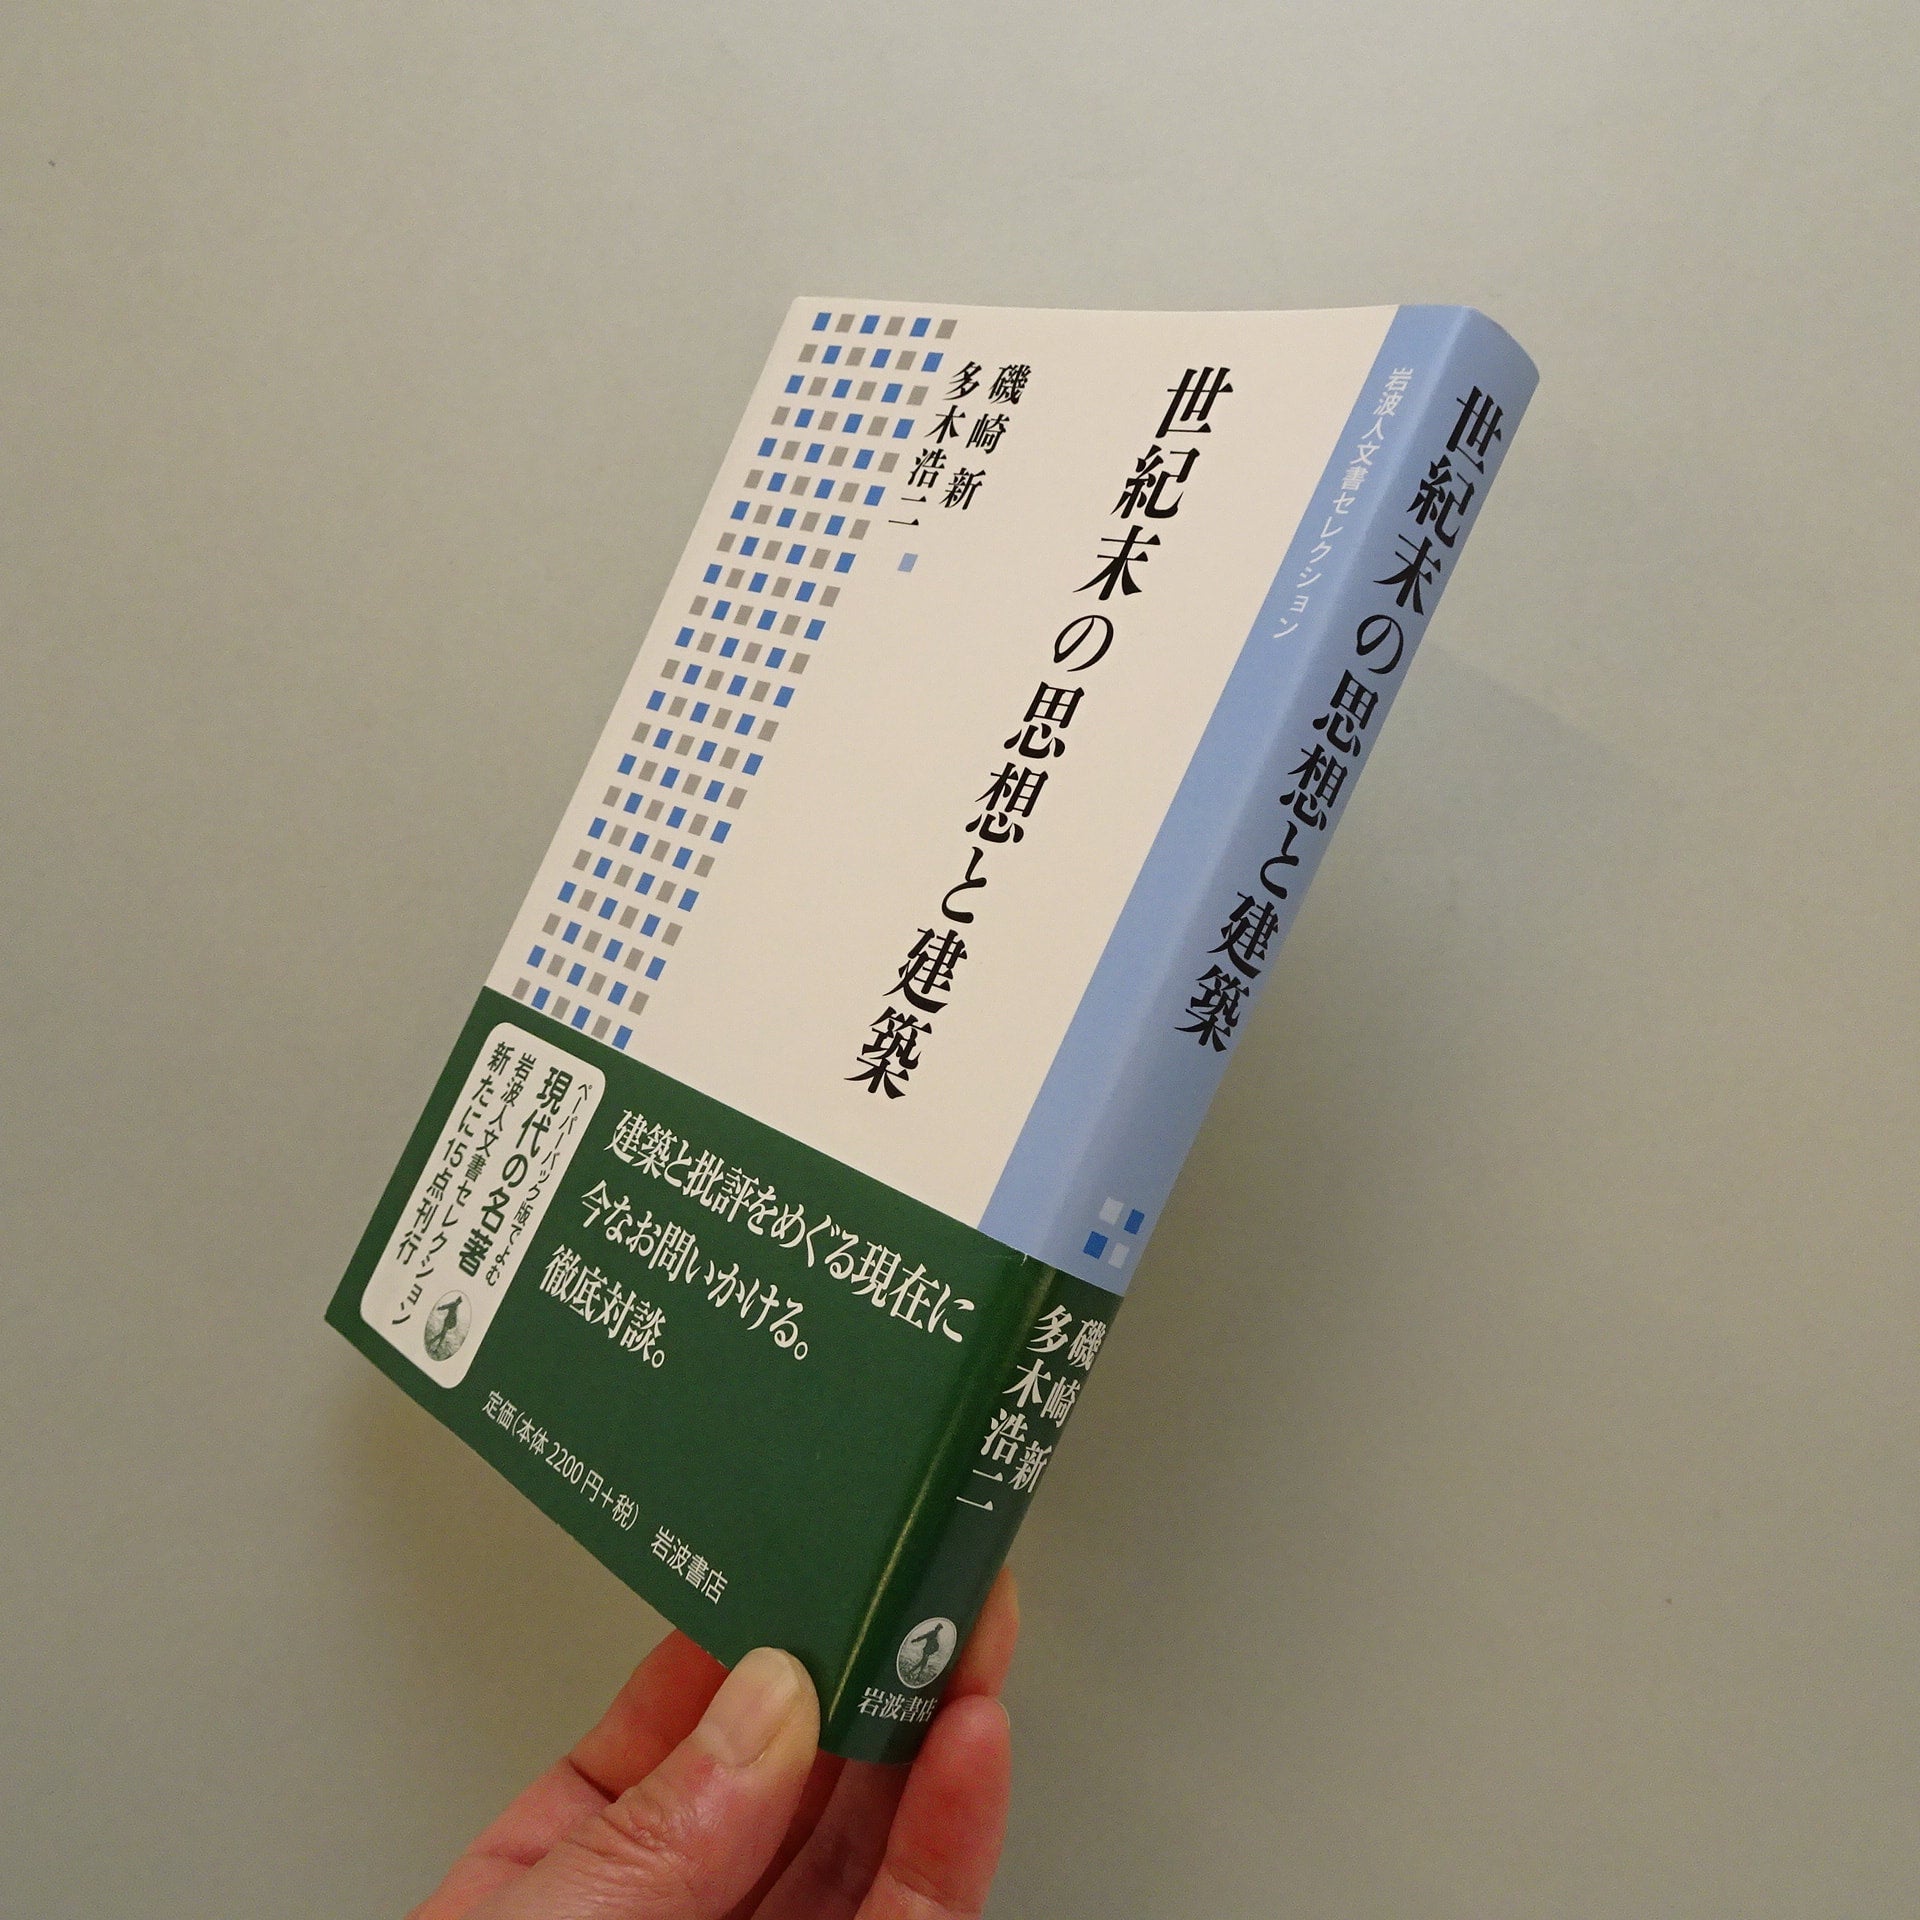 世紀末の思想と建築
磯崎 新
多木浩二
岩波人文書セレクション
建築と批評をめぐる現在に
今なお問いかける。
徹底対談。
ペーパーバック版でよむ
現代の名著
岩波人文書セレクション
新たに15点刊行
定価(本体2200円+税) 岩波書店
世紀末の思想と建築
磯崎 新
多木浩二
岩波書店